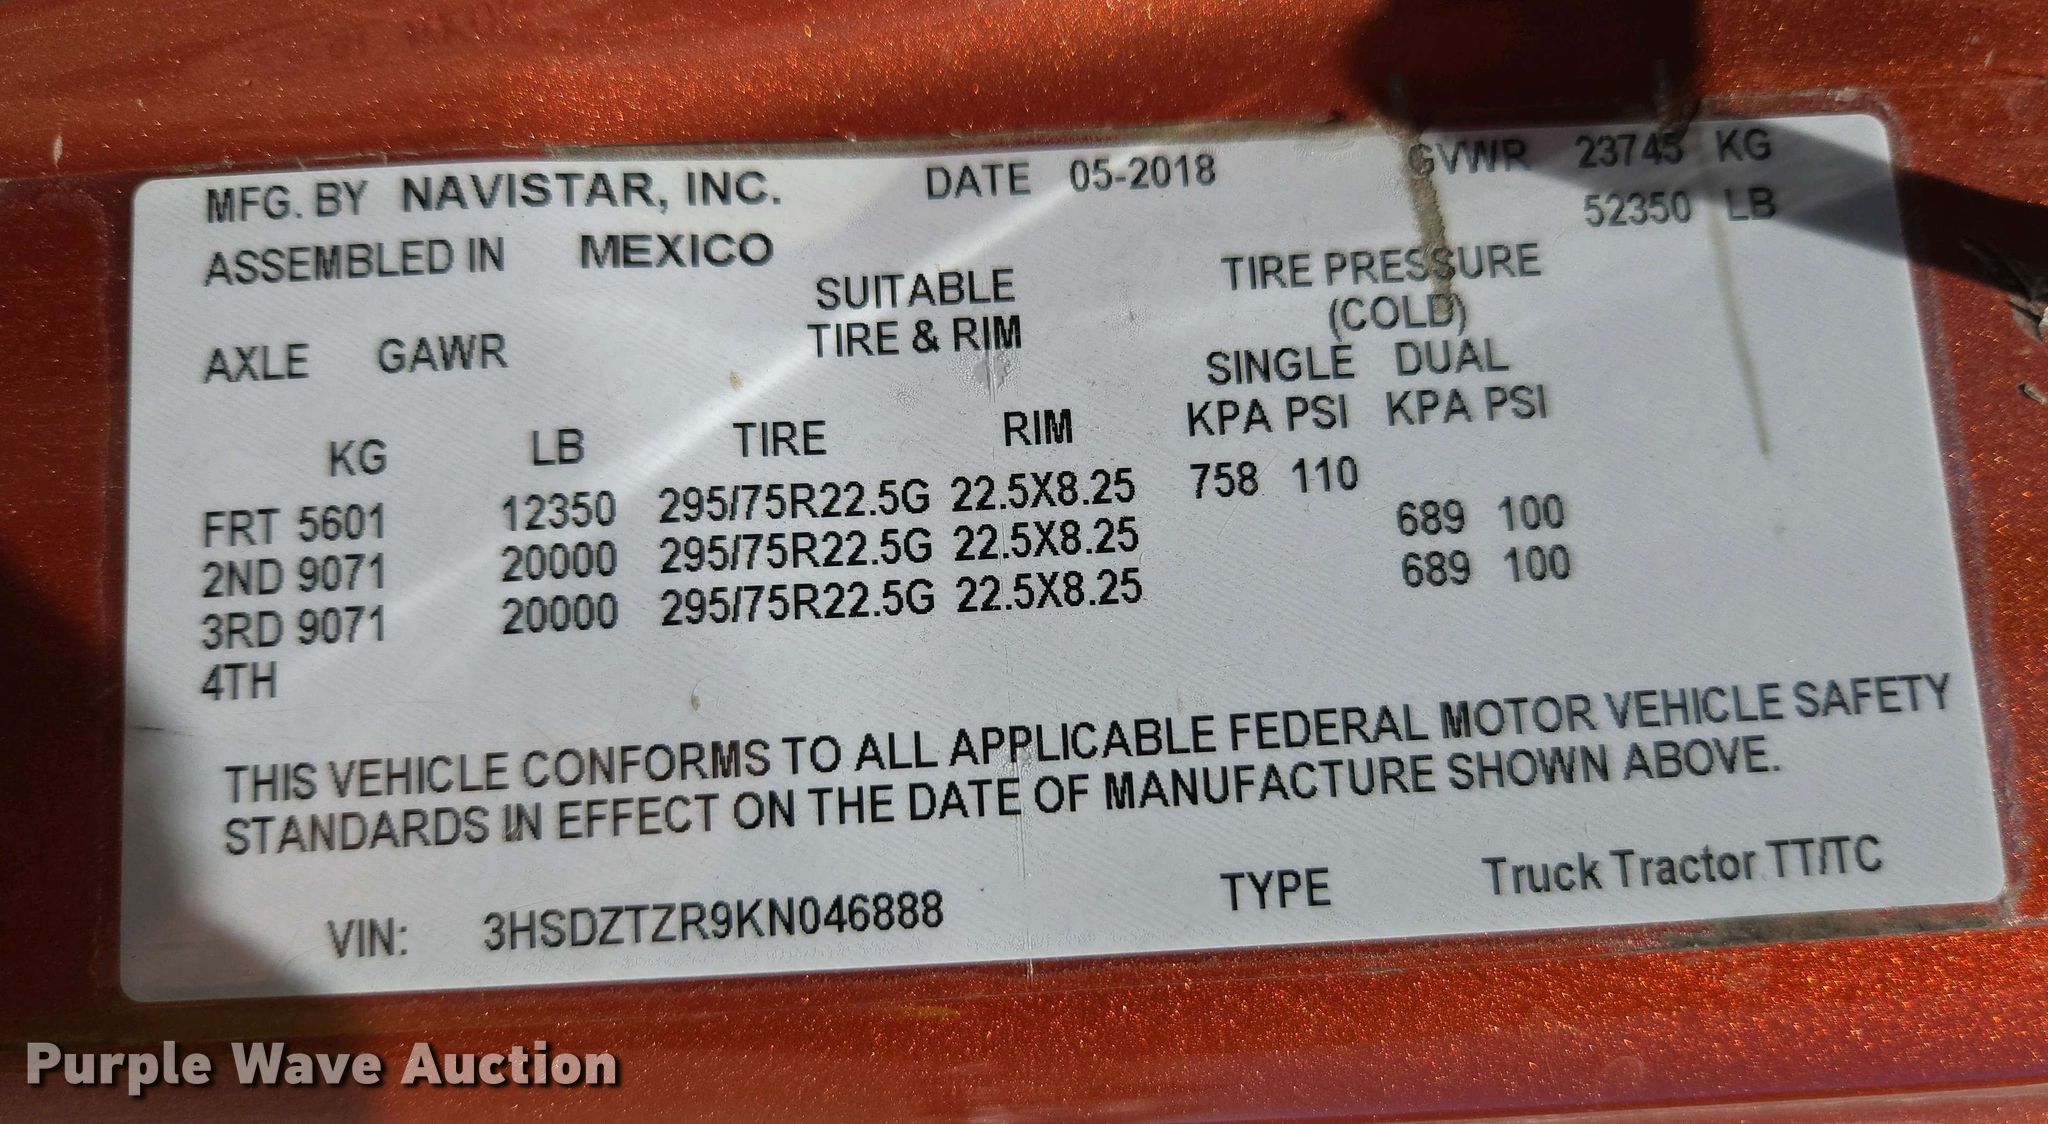 MFG. BY NAVISTAR, INC. DATE 05-2018 GVWR 23745 KG
52350 LB
ASSEMBLED IN MEXICO
SUITABLE TIRE PRESSURE
TIRE & RIM (COLD)
AXLE GAWR SINGLE DUAL
KG LB TIRE RIM KPA PSI KPA PSI
FRT 5601 12350 295/75R22.5G 22.5X8.25 758 110
2ND 9071 20000 295/75R22.5G 22.5X8.25 689 100
3RD 9071 20000 295/75R22.5G 22.5X8.25 689 100
4TH
THIS VEHICLE CONFORMS TO ALL APPLICABLE FEDERAL MOTOR VEHICLE SAFETY
STANDARDS IN EFFECT ON THE DATE OF MANUFACTURE SHOWN ABOVE.
VIN: 3HSDZTZR9KN046888 TYPE Truck Tractor TT/TC
Purple Wave Auction